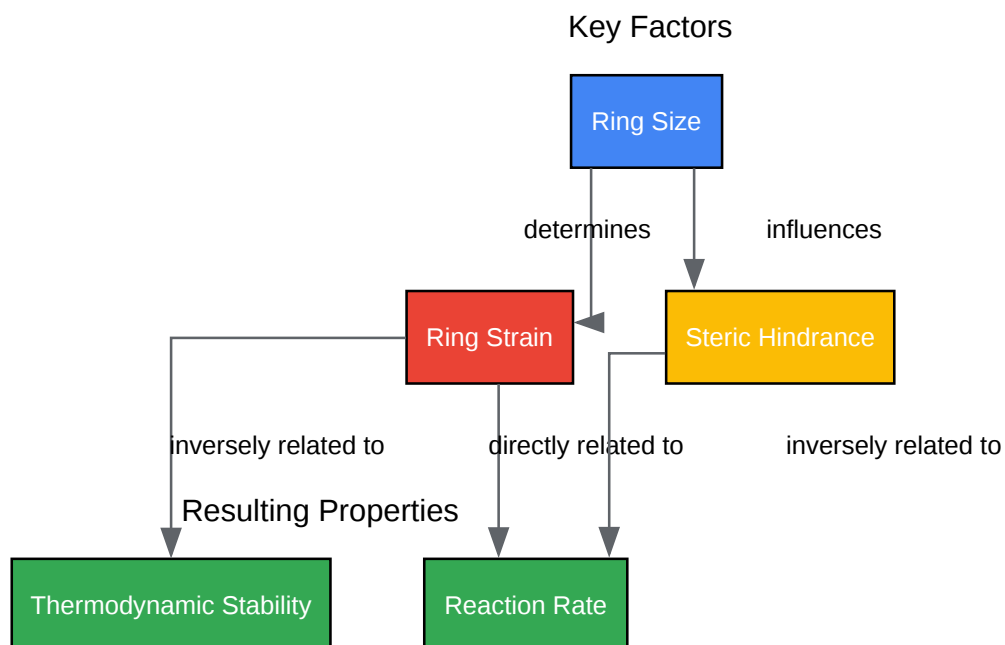 Key Factors
Ring Size
determines
influences
Ring Strain
Steric Hindrance
inversely related to
directly related to
inversely related to
Resulting Properties
Thermodynamic Stability
Reaction Rate